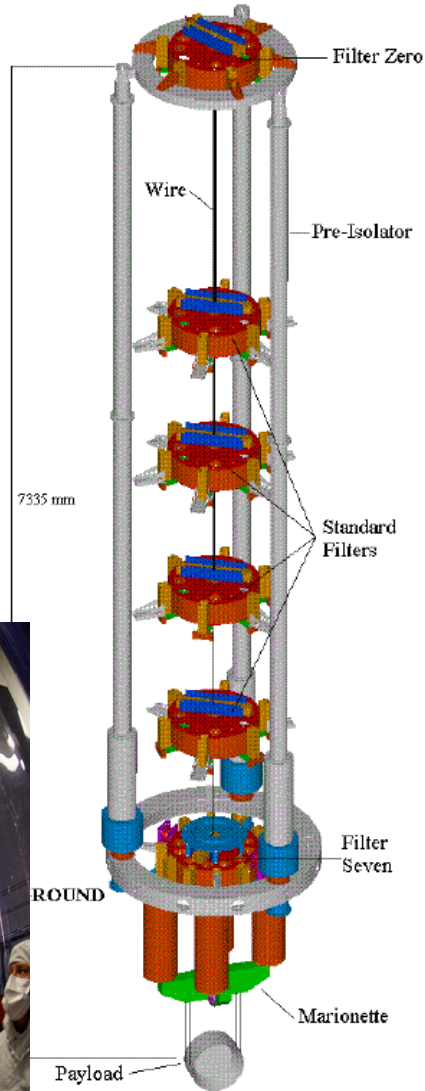 Filter Zero
Wire
Pre-Isolator
7335 mm
Standard
Filters
Filter
Seven
ROUND
Marionette
Payload